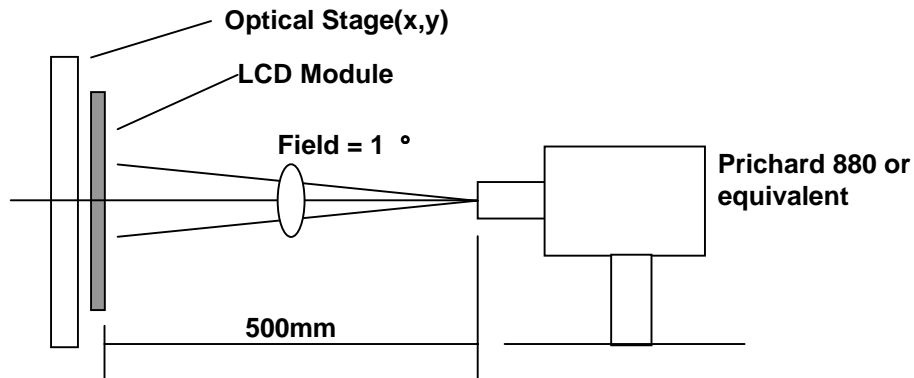 Optical Stage(x,y)
LCD Module
Field = 1 °
Prichard 880 or
equivalent
500mm